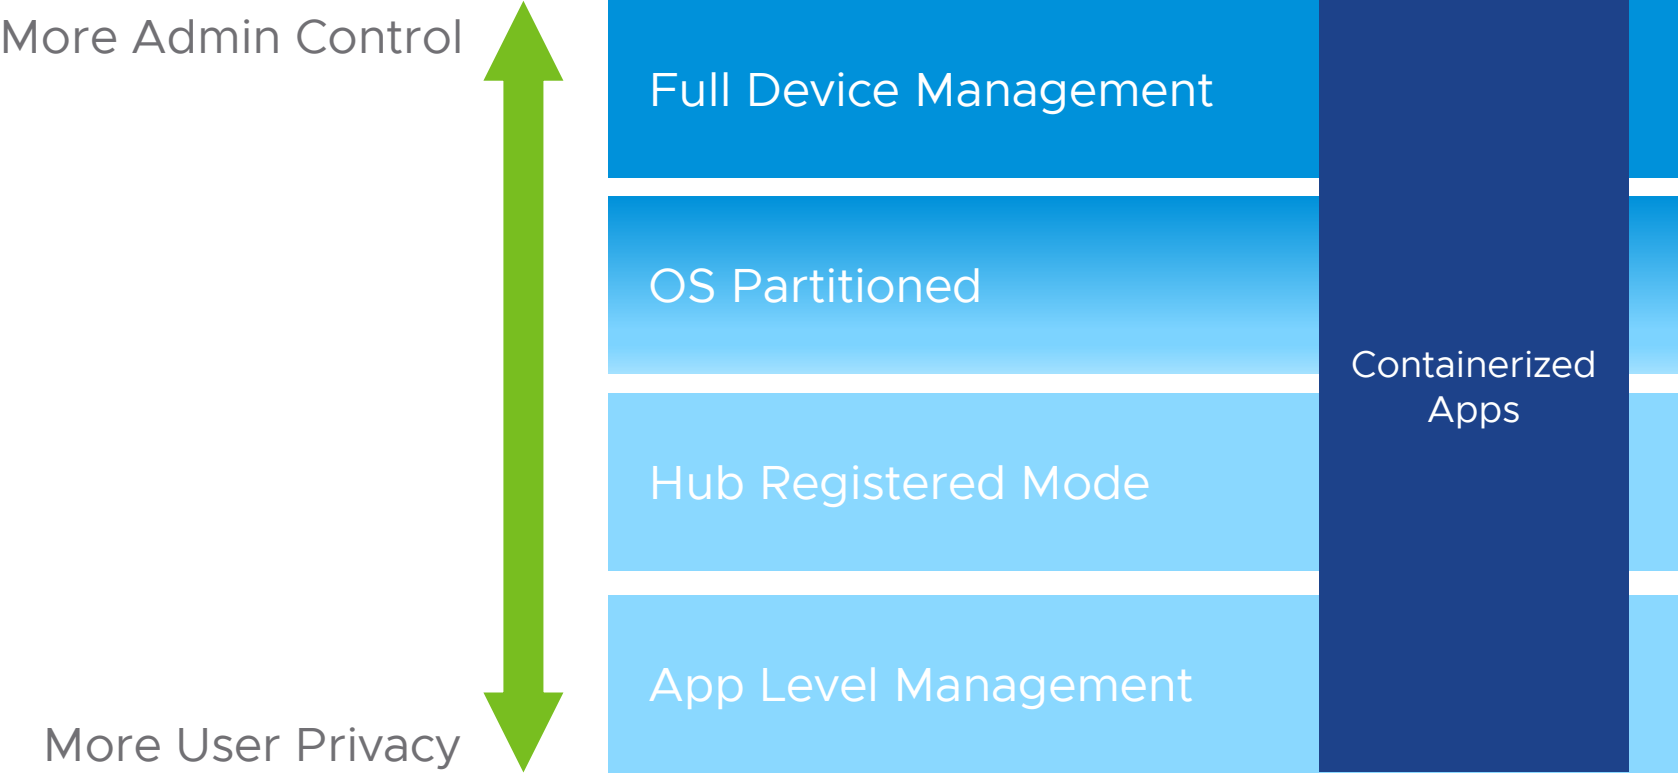 More Admin Control
Full Device Management
OS Partitioned
Containerized
Apps
Hub Registered Mode
App Level Management
More User Privacy